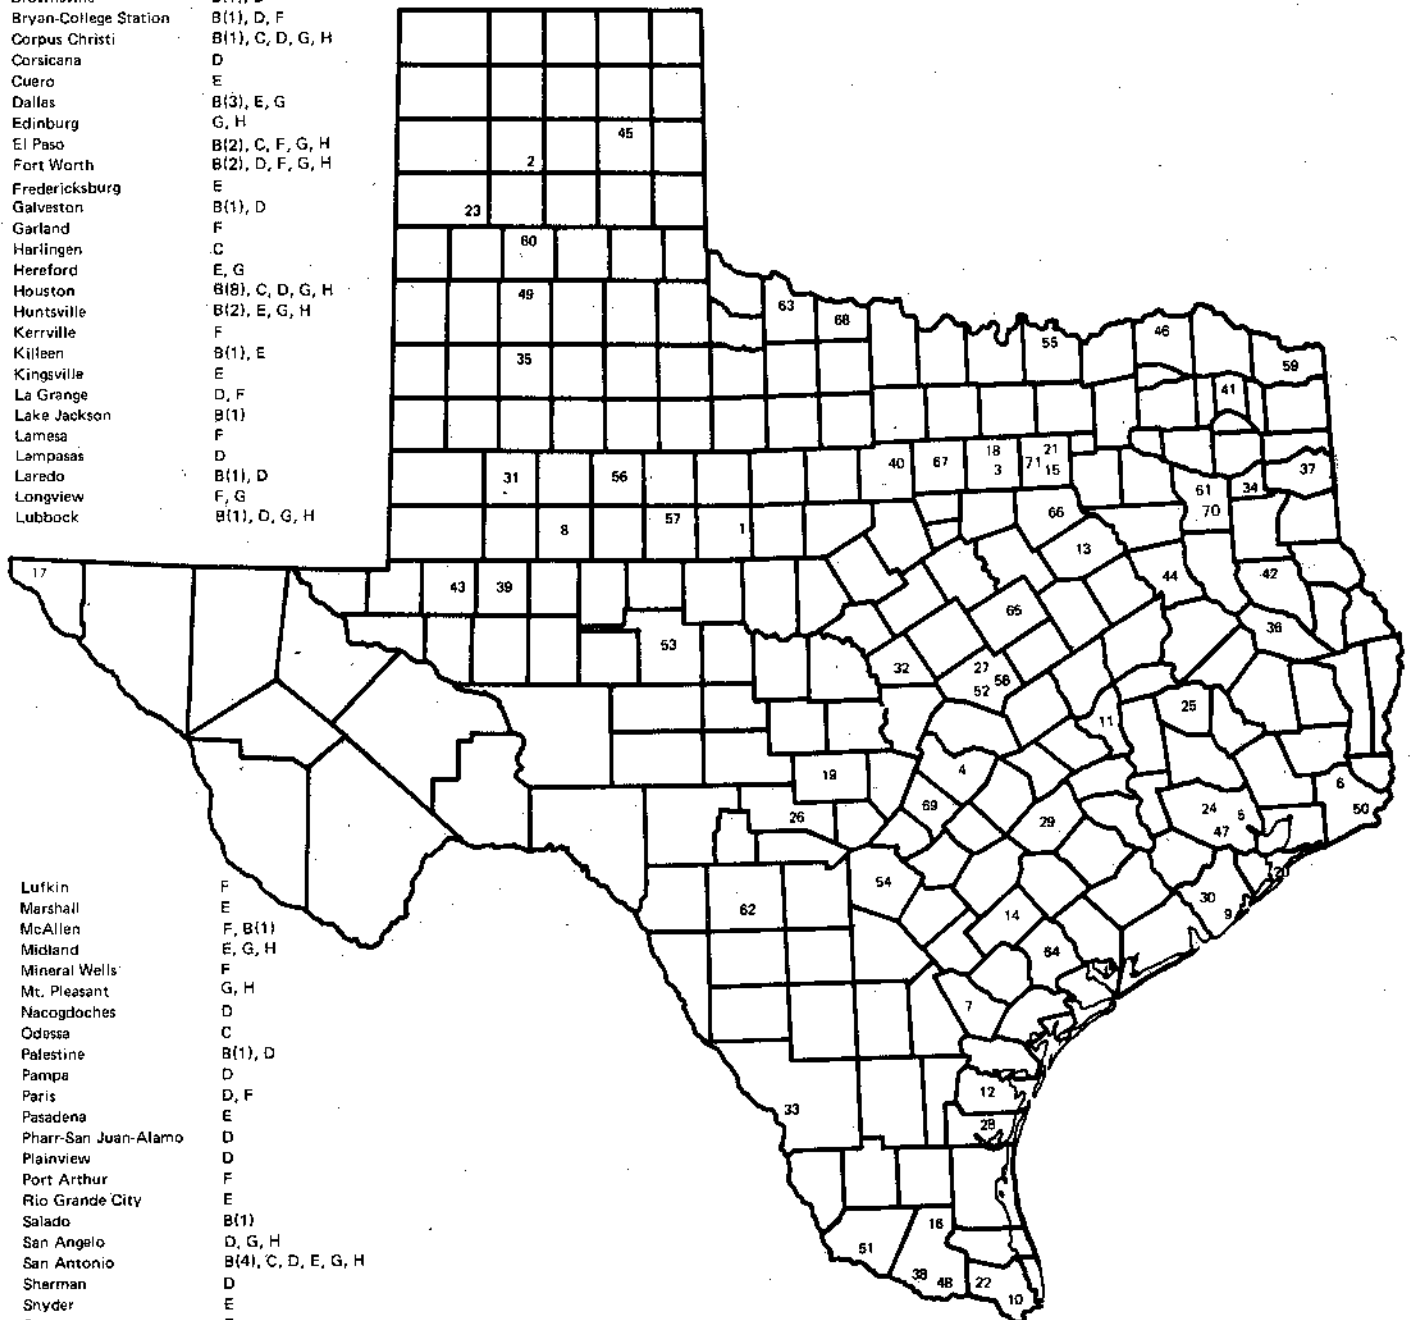 Bryan-College Station B(1), D, F
Corpus Christi B(1), C, D, G, H
Corsicana D
Cuero E
Dallas B(3), E, G
Edinburg G, H
El Paso B(2), C, F, G, H
Fort Worth B(2), D, F, G, H
Fredericksburg E
Galveston B(1), D
Garland F
Harlingen C
Hereford E, G
Houston B(8), C, D, G, H
Huntsville B(2), E, G, H
Kerrville F
Killeen B(1), E
Kingsville E
La Grange D, F
Lake Jackson B(1)
Lamesa F
Lampasas D
Laredo B(1), D
Longview F, G
Lubbock B(1), D, G, H
Lufkin F
Marshall E
McAllen F, B(1)
Midland E, G, H
Mineral Wells F
Mt. Pleasant G, H
Nacogdoches D
Odessa C
Palestine B(1), D
Pampa D
Paris D, F
Pasadena E
Pharr-San Juan-Alamo D
Plainview D
Port Arthur F
Rio Grande City E
Salado B(1)
San Angelo D, G, H
San Antonio B(4), C, D, E, G, H
Sherman D
Snyder E
45
2
23
60
49
63
68
46
55
59
35
41
31
56
40
67
18
3
71
21
15
37
61
34
70
8
57
1
66
13
17
43
39
44
42
65
36
53
32
27
58
52
25
11
19
4
69
26
29
24
5
47
6
50
20
54
62
14
30
9
64
7
12
33
28
16
51
38
48
22
10